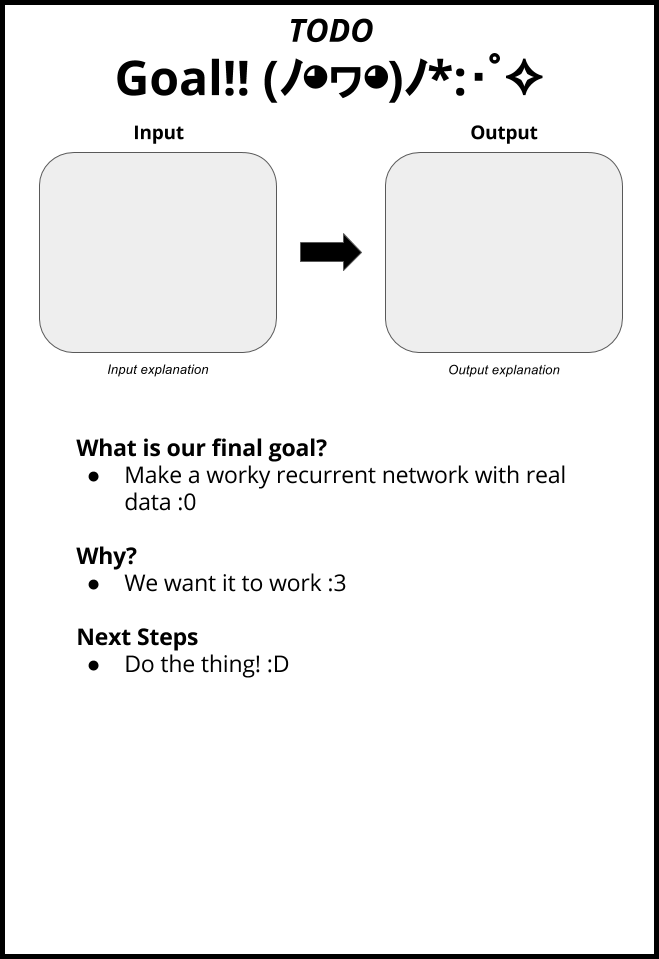 TODO
Goal!! (ﾉ◕ヮ◕)ﾉ*:･ﾟ✧
Input
Output
Input explanation
Output explanation
What is our final goal?
● Make a worky recurrent network with real
data :0
Why?
● We want it to work :3
Next Steps
● Do the thing! :D